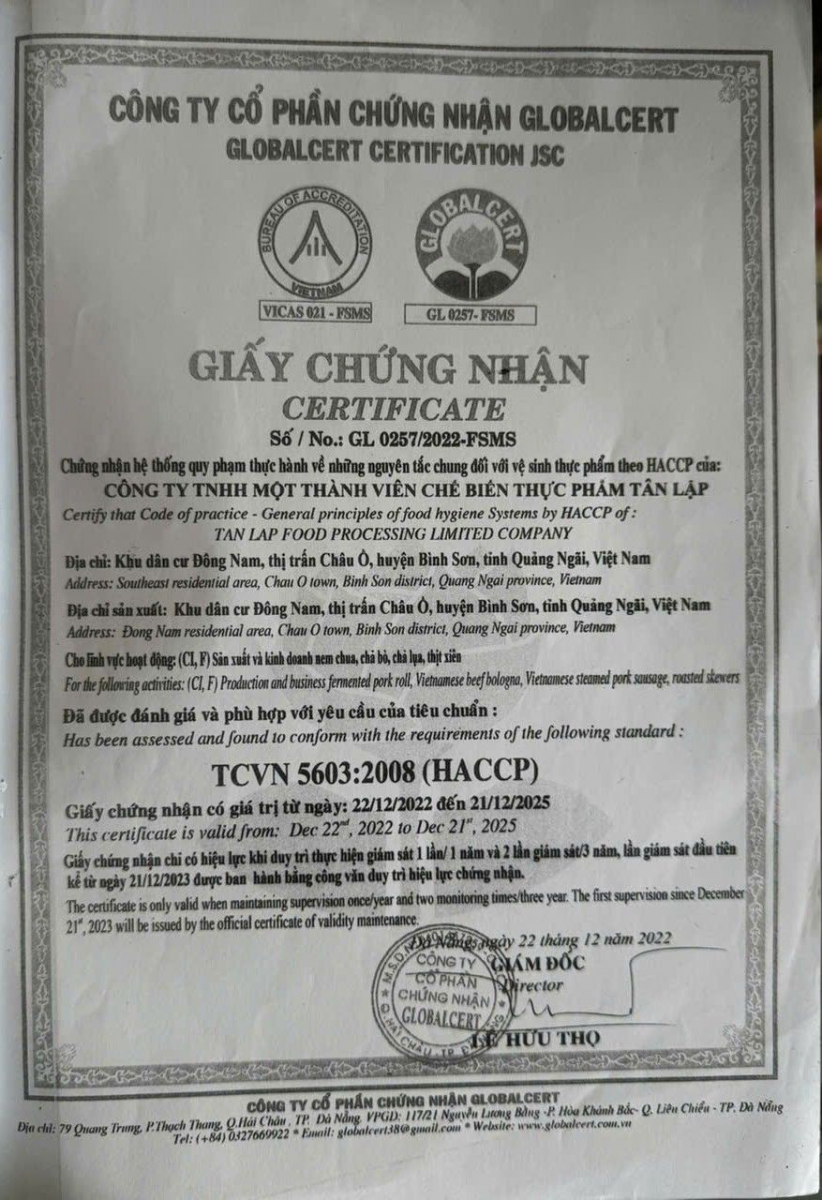 CÔNG TY CỔ PHẦN CHỨNG NHẬN GLOBALCERT
GLOBALCERT CERTIFICATION JSC
BUREAU OF ACCREDITATION
VIETNAM
GLOBALCERT
VICAS 021 - FSMS
GL 0257- FSMS
GIẤY CHỨNG NHẬN
CERTIFICATE
Số / No.: GL 0257/2022-FSMS
Chứng nhận hệ thống quy phạm thực hành về những nguyên tắc chung đối với vệ sinh thực phẩm theo HACCP của:
CÔNG TY TNHH MỘT THÀNH VIÊN CHẾ BIẾN THỰC PHẨM TÂN LẬP
Certify that Code of practice - General principles of food hygiene Systems by HACCP of :
TAN LAP FOOD PROCESSING LIMITED COMPANY
Địa chỉ: Khu dân cư Đông Nam, thị trấn Châu Ổ, huyện Bình Sơn, tỉnh Quảng Ngãi, Việt Nam
Address: Southeast residential area, Chau O town, Binh Son district, Quang Ngai province, Vietnam
Địa chỉ sản xuất: Khu dân cư Đông Nam, thị trấn Châu Ổ, huyện Bình Sơn, tỉnh Quảng Ngãi, Việt Nam
Address: Đong Nam residential area, Chau O town, Binh Son district, Quang Ngai province, Vietnam
Cho lĩnh vực hoạt động: (CI, F) Sản xuất và kinh doanh nem chua, chả bò, chả lụa, thịt xiên
For the following activities: (CI, F) Production and business fermented pork roll, Vietnamese beef bologna, Vietnamese steamed pork sausage, roasted skewers
Đã được đánh giá và phù hợp với yêu cầu của tiêu chuẩn :
Has been assessed and found to conform with the requirements of the following standard :
TCVN 5603:2008 (HACCP)
Giấy chứng nhận có giá trị từ ngày: 22/12/2022 đến 21/12/2025
This certificate is valid from: Dec 22nd, 2022 to Dec 21st, 2025
Giấy chứng nhận chỉ có hiệu lực khi duy trì thực hiện giám sát 1 lần/ 1 năm và 2 lần giám sát/3 năm, lần giám sát đầu tiên
kể từ ngày 21/12/2023 được ban hành bằng công văn duy trì hiệu lực chứng nhận.
The certificate is only valid when maintaining supervision once/year and two monitoring times/three year. The first supervision since December
21st, 2023 will be issued by the official certificate of validity maintenance.
Đà Nẵng, ngày 22 tháng 12 năm 2022
GIÁM ĐỐC
Director
CÔNG TY
CỔ PHẦN
CHỨNG NHẬN
GLOBALCERT
LÊ HỮU THỌ
CÔNG TY CỔ PHẦN CHỨNG NHẬN GLOBALCERT
Địa chỉ: 79 Quang Trung, P.Thạch Thang, Q.Hải Châu , TP. Đà Nẵng. VPGD: 117/21 Nguyễn Lương Bằng -P. Hòa Khánh Bắc- Q. Liên Chiểu - TP. Đà Nẵng
Tel: (+84) 0327669922 * Email: globalcert38@gmail.com * Website: www.globalcert.com.vn